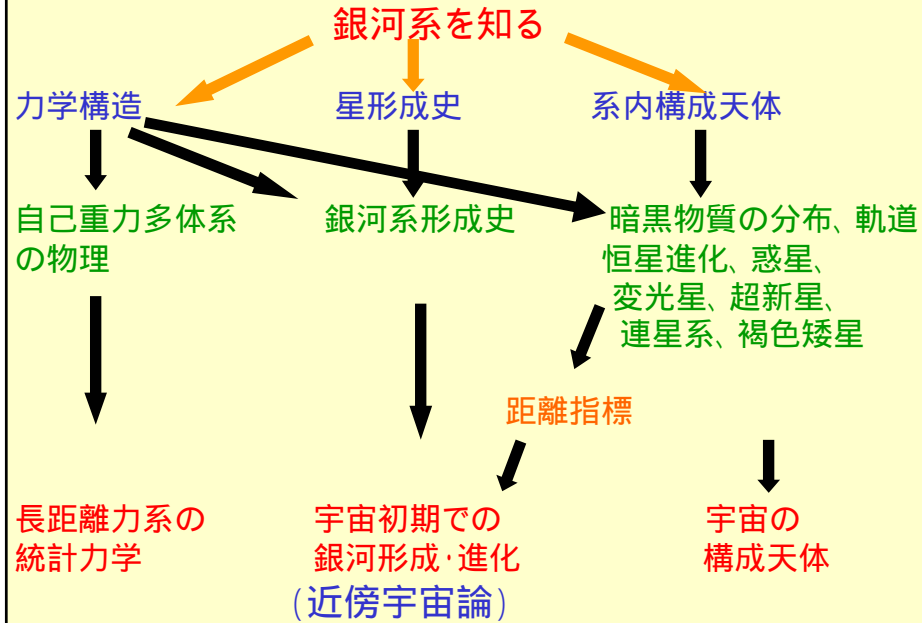 銀河系を知る
力学構造
星形成史
系内構成天体
自己重力多体系
の物理
銀河系形成史
暗黒物質の分布、軌道
恒星進化、惑星、
変光星、超新星、
連星系、褐色矮星
距離指標
長距離力系の
統計力学
宇宙初期での
銀河形成・進化
(近傍宇宙論)
宇宙の
構成天体